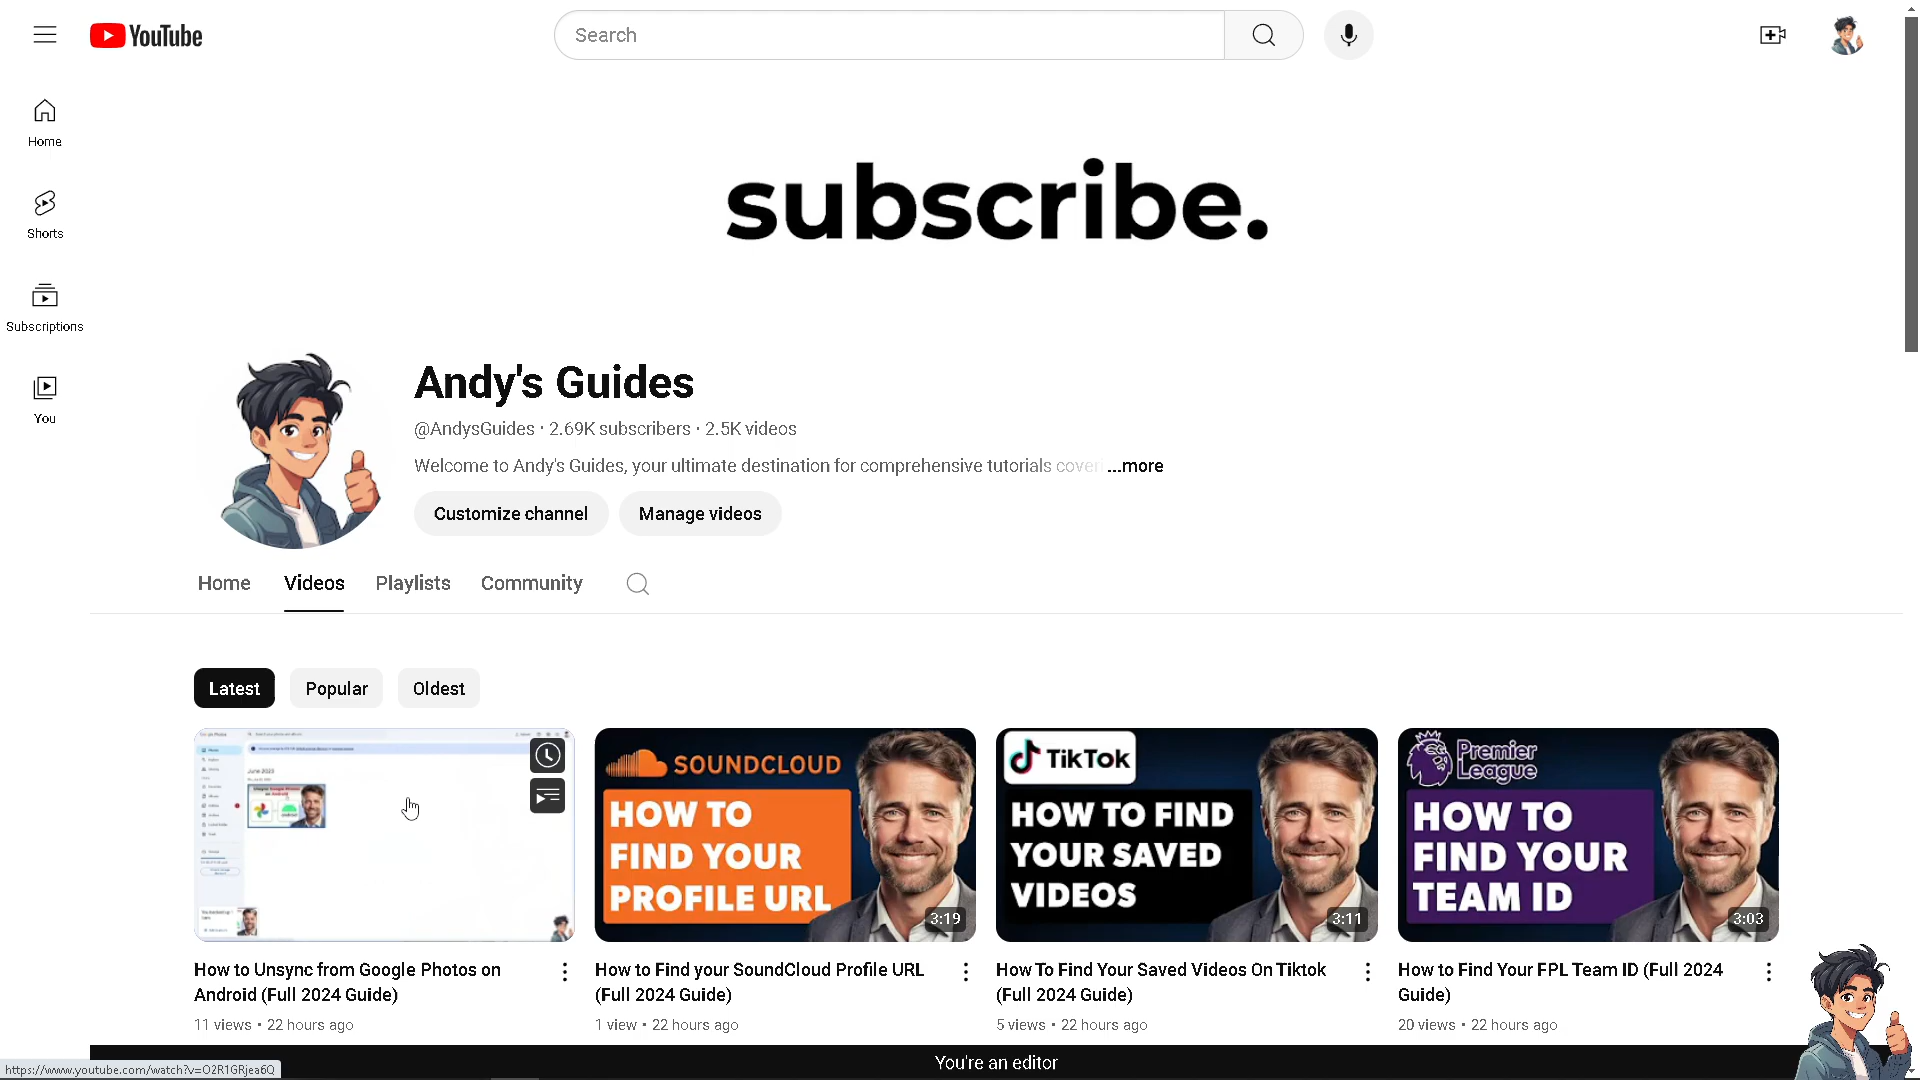 YouTube
Search
Home
Shorts
Subscriptions
You
subscribe.
Andy's Guides
@AndysGuides · 2.69K subscribers · 2.5K videos
Welcome to Andy's Guides, your ultimate destination for comprehensive tutorials cover ...more
Customize channel
Manage videos
Home
Videos
Playlists
Community
Latest
Popular
Oldest
June 2023
SOUNDCLOUD
HOW TO
FIND YOUR
PROFILE URL
3:19
TikTok
HOW TO FIND
YOUR SAVED
VIDEOS
3:11
Premier
League
HOW TO
FIND YOUR
TEAM ID
3:03
How to Unsync from Google Photos on
Android (Full 2024 Guide)
11 views • 22 hours ago
How to Find your SoundCloud Profile URL
(Full 2024 Guide)
1 view • 22 hours ago
How To Find Your Saved Videos On Tiktok
(Full 2024 Guide)
5 views • 22 hours ago
How to Find Your FPL Team ID (Full 2024
Guide)
20 views • 22 hours ago
You're an editor
https://www.youtube.com/watch?v=O2R1GRjea6Q